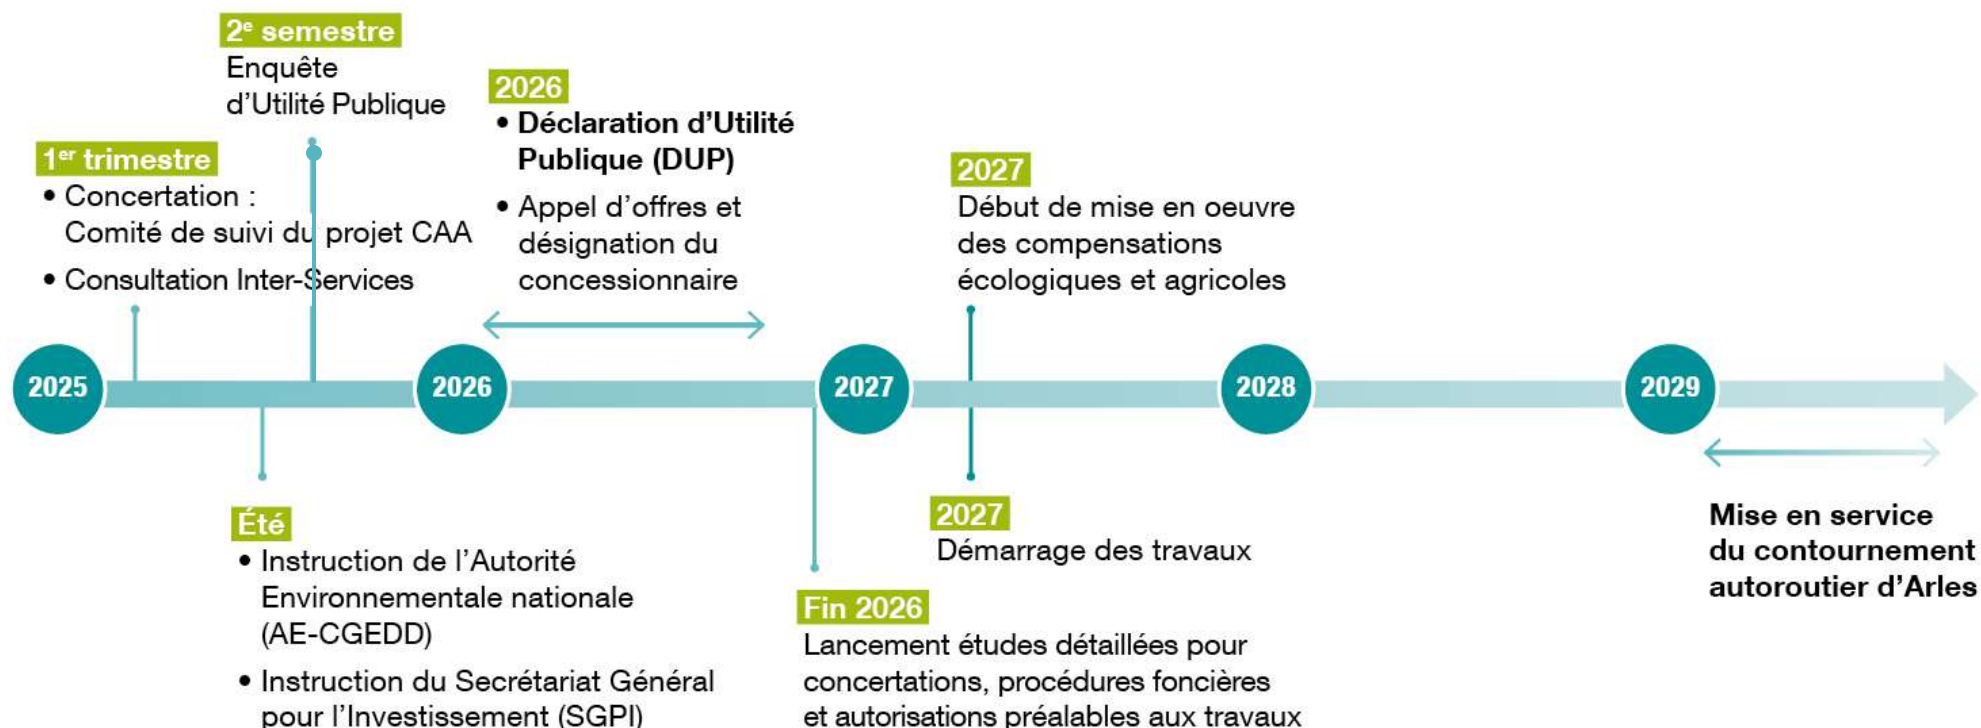 2e semestre
Enquête
d'Utilité Publique
1er trimestre
• Concertation :
Comité de suivi du projet CAA
• Consultation Inter-Services
2026
• Déclaration d'Utilité
Publique (DUP)
• Appel d'offres et
désignation du
concessionnaire
2027
Début de mise en oeuvre
des compensations
écologiques et agricoles
2025
2026
2027
2028
2029
Été
• Instruction de l'Autorité
Environnementale nationale
(AE-CGEDD)
• Instruction du Secrétariat Général
pour l'Investissement (SGPI)
Fin 2026
Lancement études détaillées pour
concertations, procédures foncières
et autorisations préalables aux travaux
2027
Démarrage des travaux
Mise en service
du contournement
autoroutier d'Arles